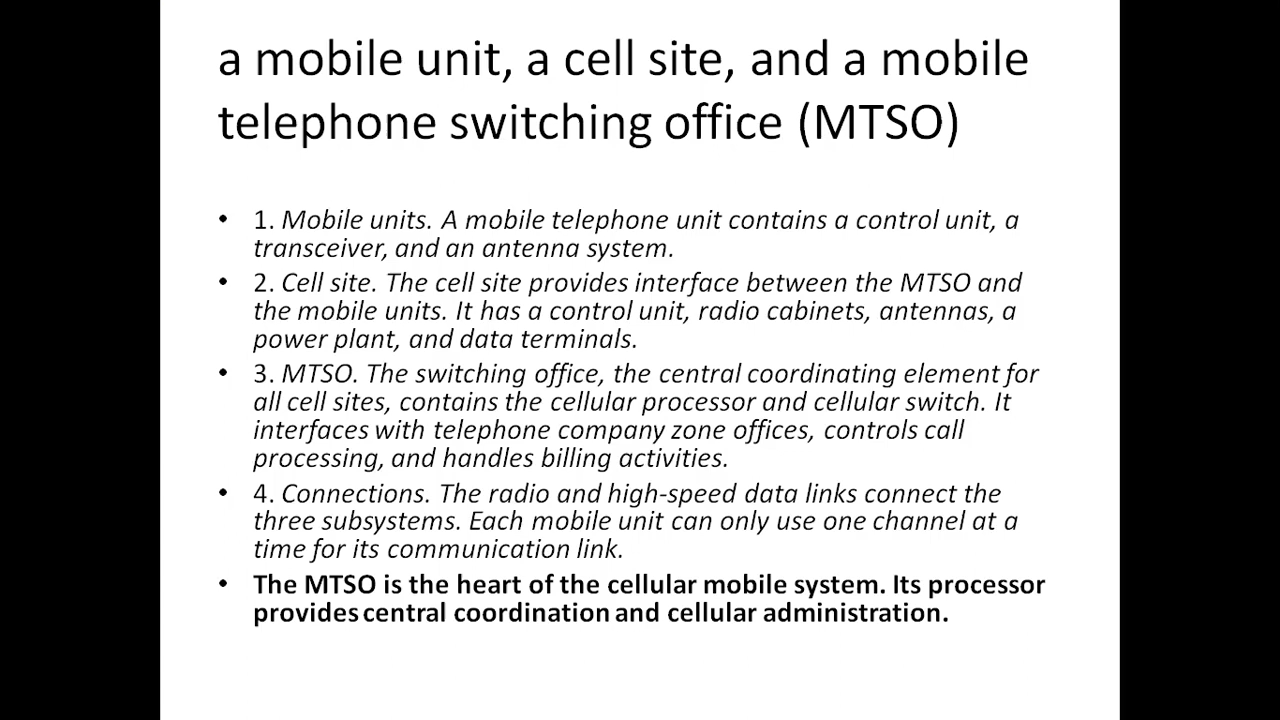 a mobile unit, a cell site, and a mobile
telephone switching office (MTSO)
• 1. Mobile units. A mobile telephone unit contains a control unit, a
transceiver, and an antenna system.
• 2. Cell site. The cell site provides interface between the MTSO and
the mobile units. It has a control unit, radio cabinets, antennas, a
power plant, and data terminals.
• 3. MTSO. The switching office, the central coordinating element for
all cell sites, contains the cellular processor and cellular switch. It
interfaces with telephone company zone offices, controls call
processing, and handles billing activities.
• 4. Connections. The radio and high-speed data links connect the
three subsystems. Each mobile unit can only use one channel at a
time for its communication link.
• The MTSO is the heart of the cellular mobile system. Its processor
provides central coordination and cellular administration.